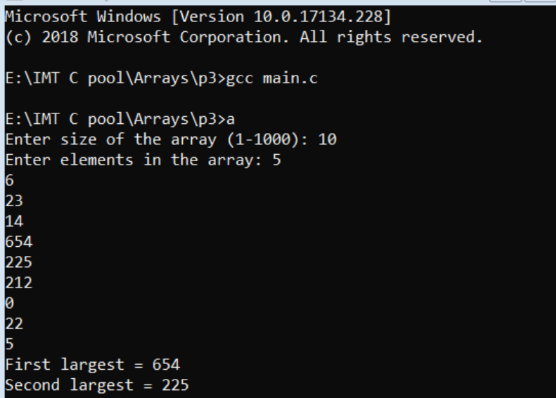 Microsoft Windows [Version 10.0.17134.228]
(c) 2018 Microsoft Corporation. All rights reserved.
E:\IMT C pool\Arrays\p3>gcc main.c
E:\IMT C pool\Arrays\p3>a
Enter size of the array (1-1000): 10
Enter elements in the array: 5
6
23
14
654
225
212
0
22
5
First largest = 654
Second largest = 225